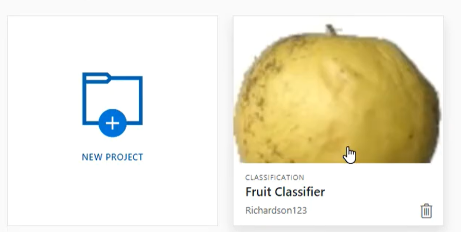 NEW PROJECT
CLASSIFICATION
Fruit Classifier
Richardson123